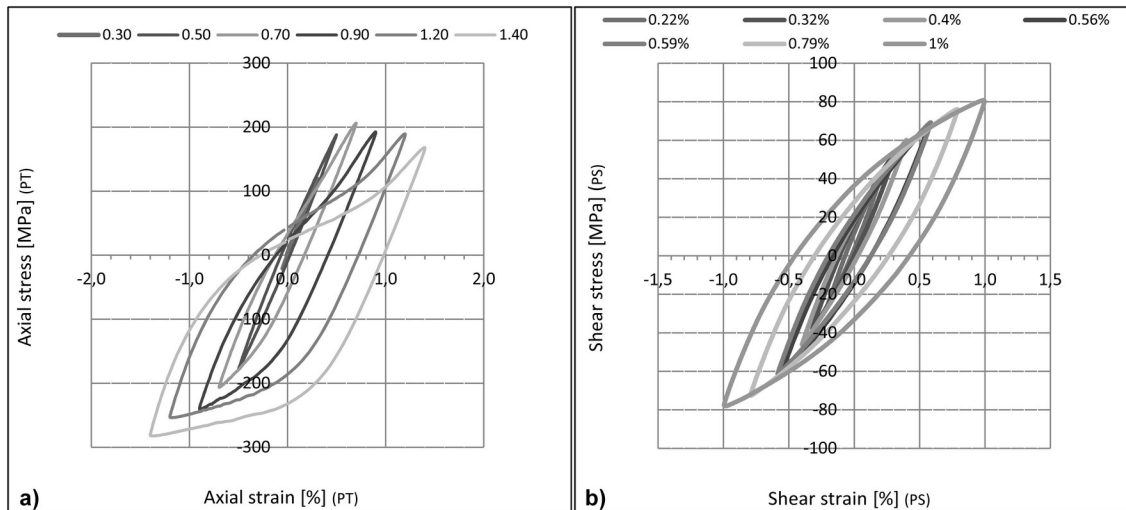 0.30 0.50 0.70 0.90 1.20 1.40
300
200
100
0
-100
-200
-300
-2,0 -1,0 0,0 1,0 2,0
Axial stress [MPa] (PT)
Axial strain [%] (PT)
a)
0.22% 0.32% 0.4% 0.56%
0.59% 0.79% 1%
100
80
60
40
20
0
-20
-40
-60
-80
-100
-1,5 -1,0 -0,5 0,0 0,5 1,0 1,5
Shear stress [MPa] (PS)
Shear strain [%] (PS)
b)